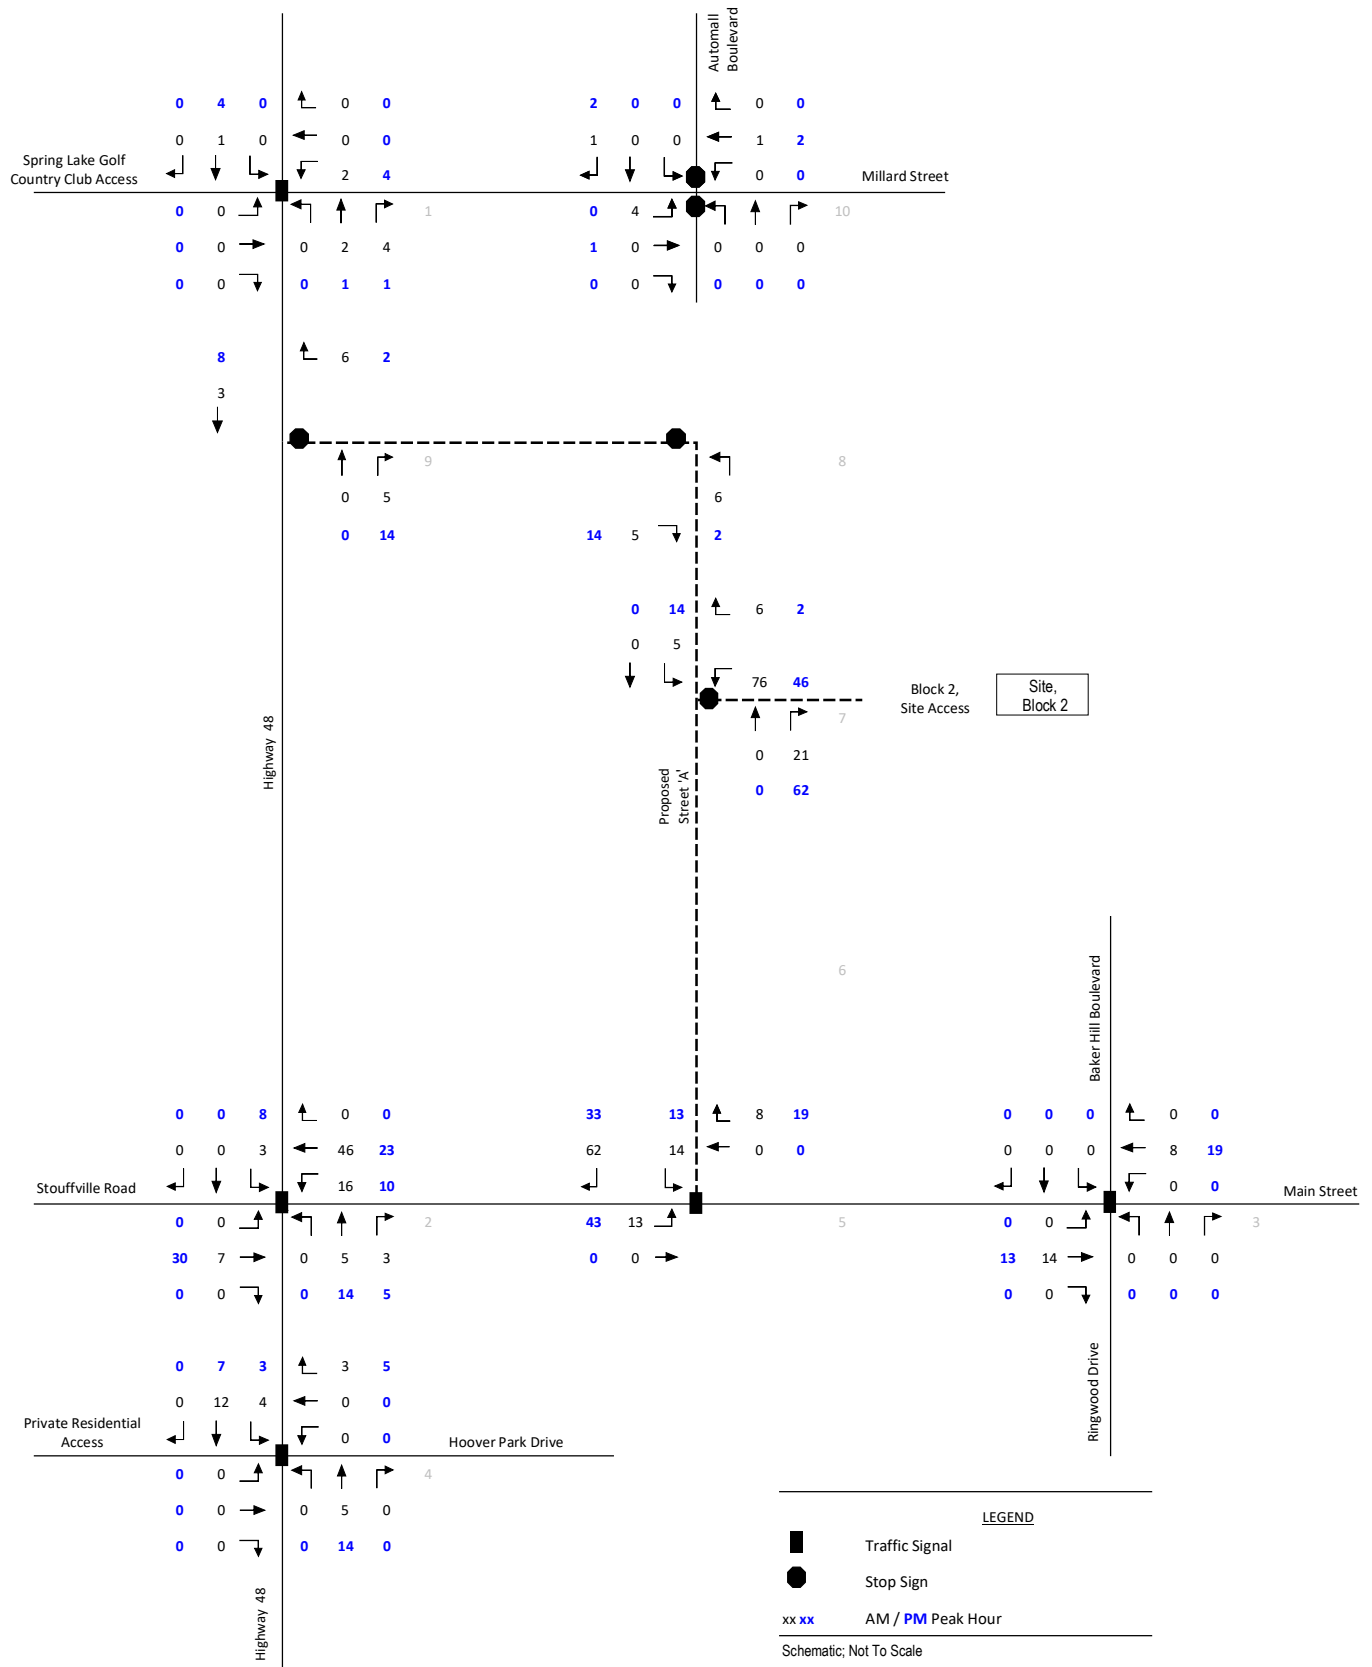 Automall
Boulevard
0 4 0 0 0
2 0 0 0 0
0 1 0 0 0
1 0 0 1 2
Spring Lake Golf
Country Club Access
2 4
0 0
Millard Street
0 0
1
0 4
10
0 0 0 2 4
1 0 0 0 0
0 0 0 1 1
0 0 0 0 0
8 6 2
3
9
8
0 5
6
0 14
14 5 2
0 14 6 2
0 5
76 46
Block 2,
Site Access
Site,
Block 2
7
0 21
0 62
Highway 48
Proposed
Street 'A'
6
Baker Hill Boulevard
0 0 8 0 0
33 13 8 19
0 0 0 0 0
0 0 3 46 23
62 14 0 0
0 0 0 8 19
Stouffville Road
16 10
0 0
Main Street
0 0
2
43 13
5
0 0
3
30 7 0 5 3
0 0
13 14 0 0 0
0 0 0 14 5
0 0 0 0 0
0 7 3 3 5
0 12 4 0 0
Private Residential
Access
0 0
Hoover Park Drive
Ringwood Drive
0 0
4
0 0 0 5 0
0 0 0 14 0
Highway 48
LEGEND
Traffic Signal
Stop Sign
xx xx AM / PM Peak Hour
Schematic; Not To Scale